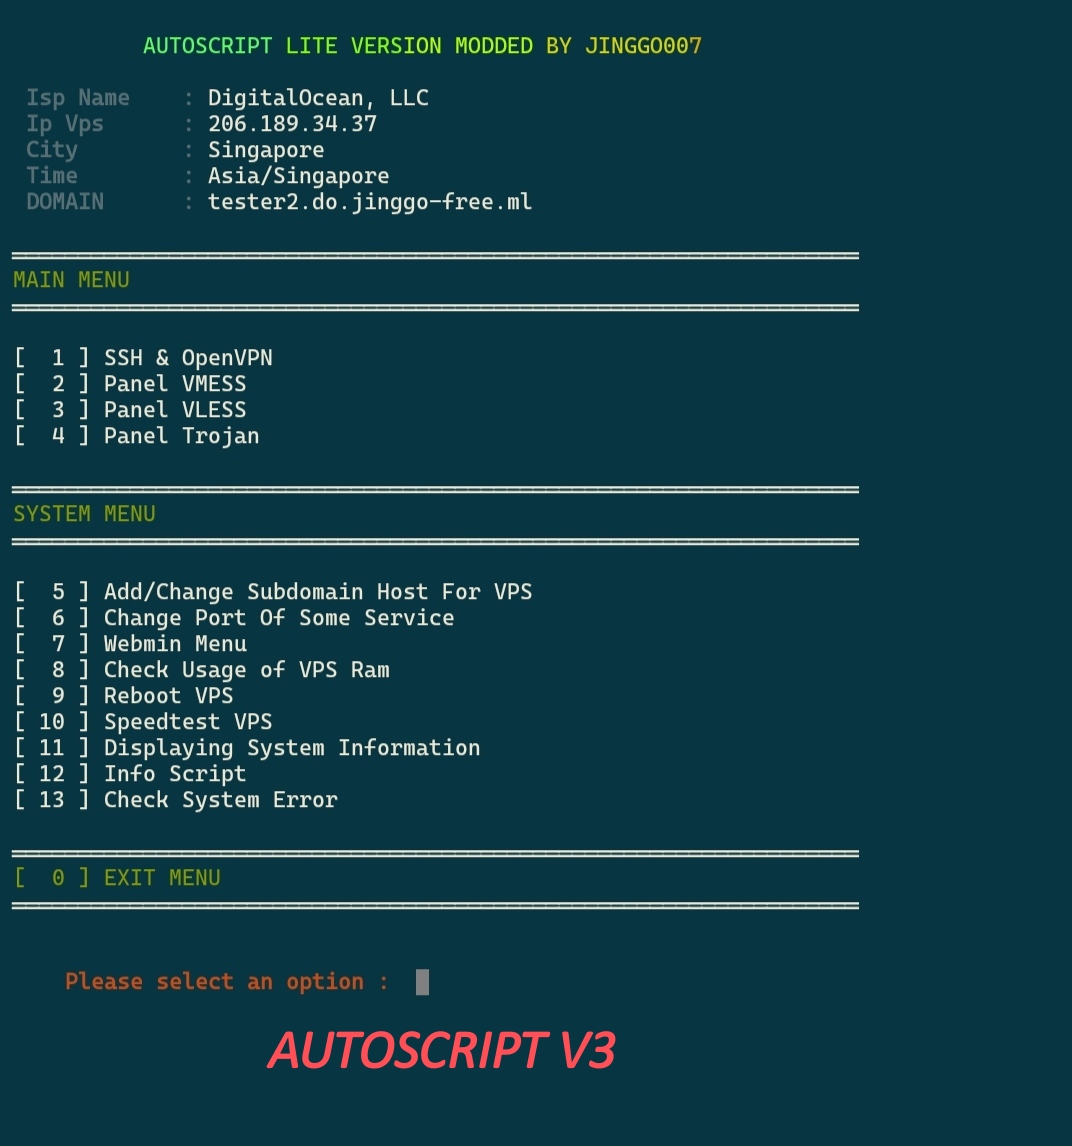 AUTOSCRIPT LITE VERSION MODDED BY JINGGO007
Isp Name : DigitalOcean, LLC
Ip Vps : 206.189.34.37
City : Singapore
Time : Asia/Singapore
DOMAIN : tester2.do.jinggo-free.ml
MAIN MENU
[ 1 ] SSH & OpenVPN
[ 2 ] Panel VMESS
[ 3 ] Panel VLESS
[ 4 ] Panel Trojan
SYSTEM MENU
[ 5 ] Add/Change Subdomain Host For VPS
[ 6 ] Change Port Of Some Service
[ 7 ] Webmin Menu
[ 8 ] Check Usage of VPS Ram
[ 9 ] Reboot VPS
[ 10 ] Speedtest VPS
[ 11 ] Displaying System Information
[ 12 ] Info Script
[ 13 ] Check System Error
[ 0 ] EXIT MENU
Please select an option :
AUTOSCRIPT V3